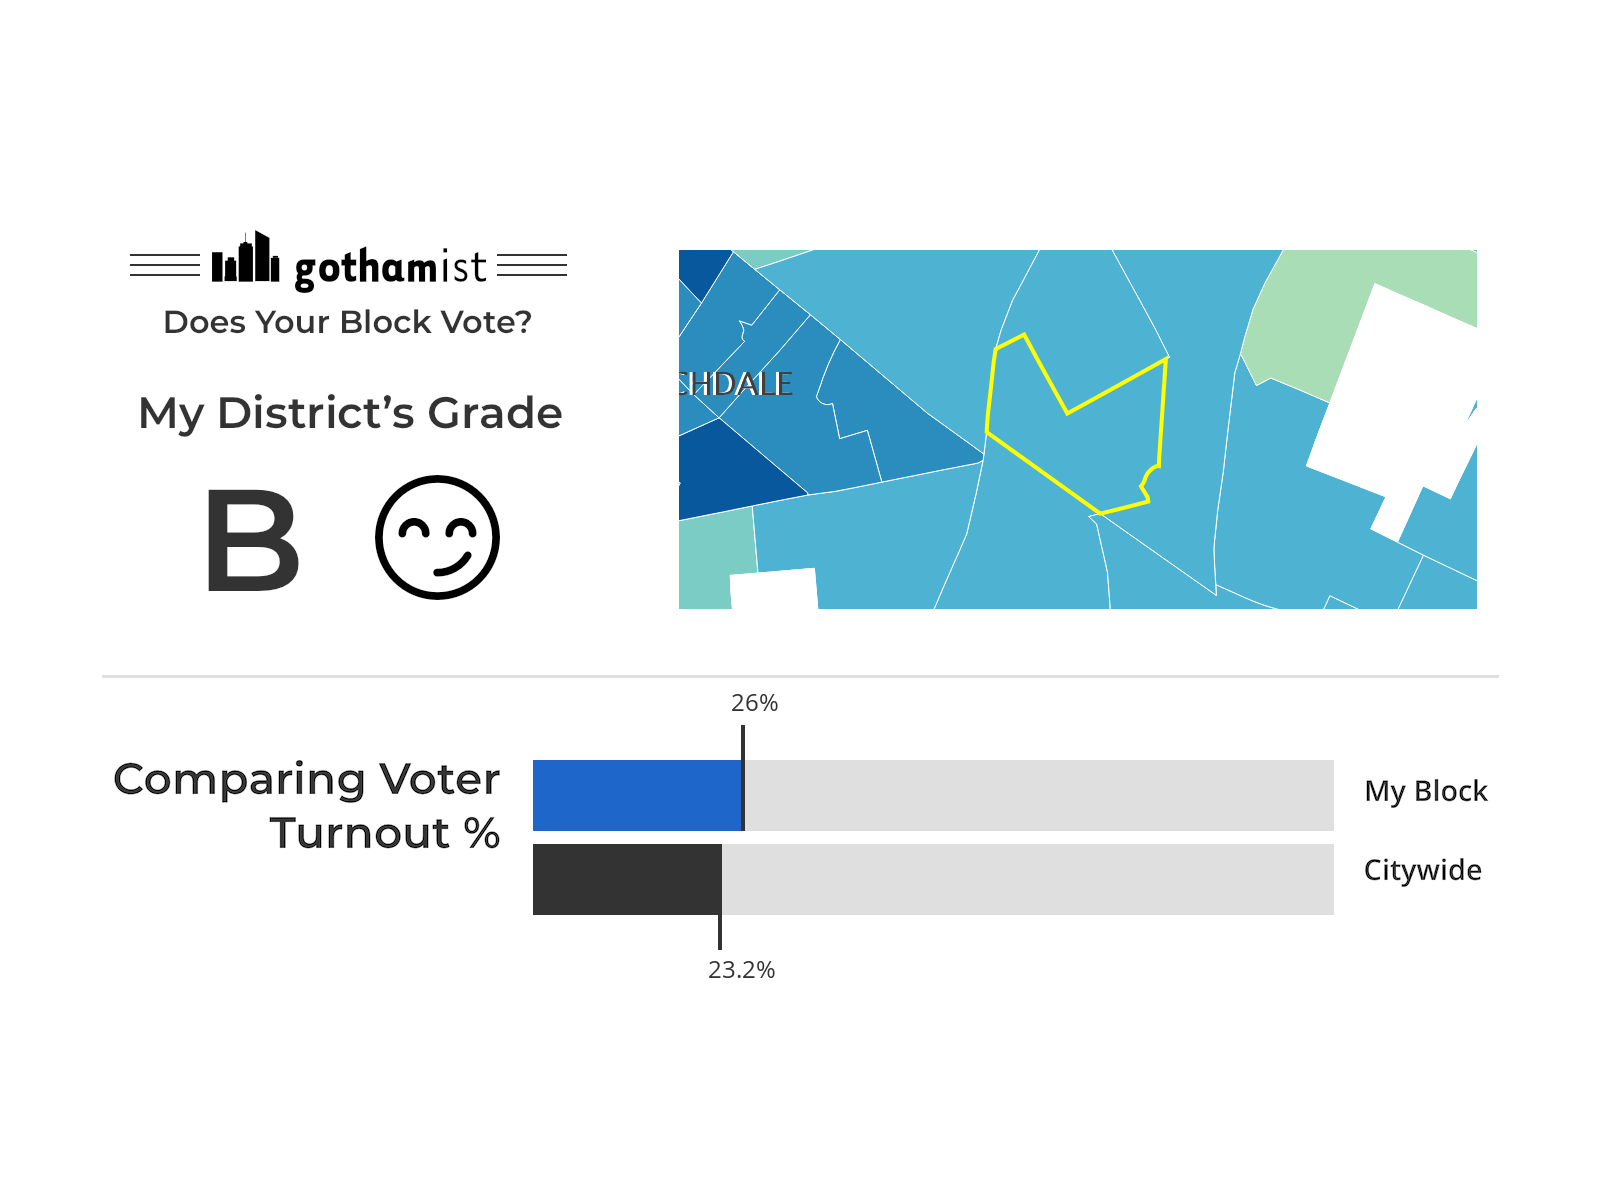 gothamist
Does Your Block Vote?
My District's Grade
B
CHDALE
26%
Comparing Voter
Turnout %
My Block
Citywide
23.2%